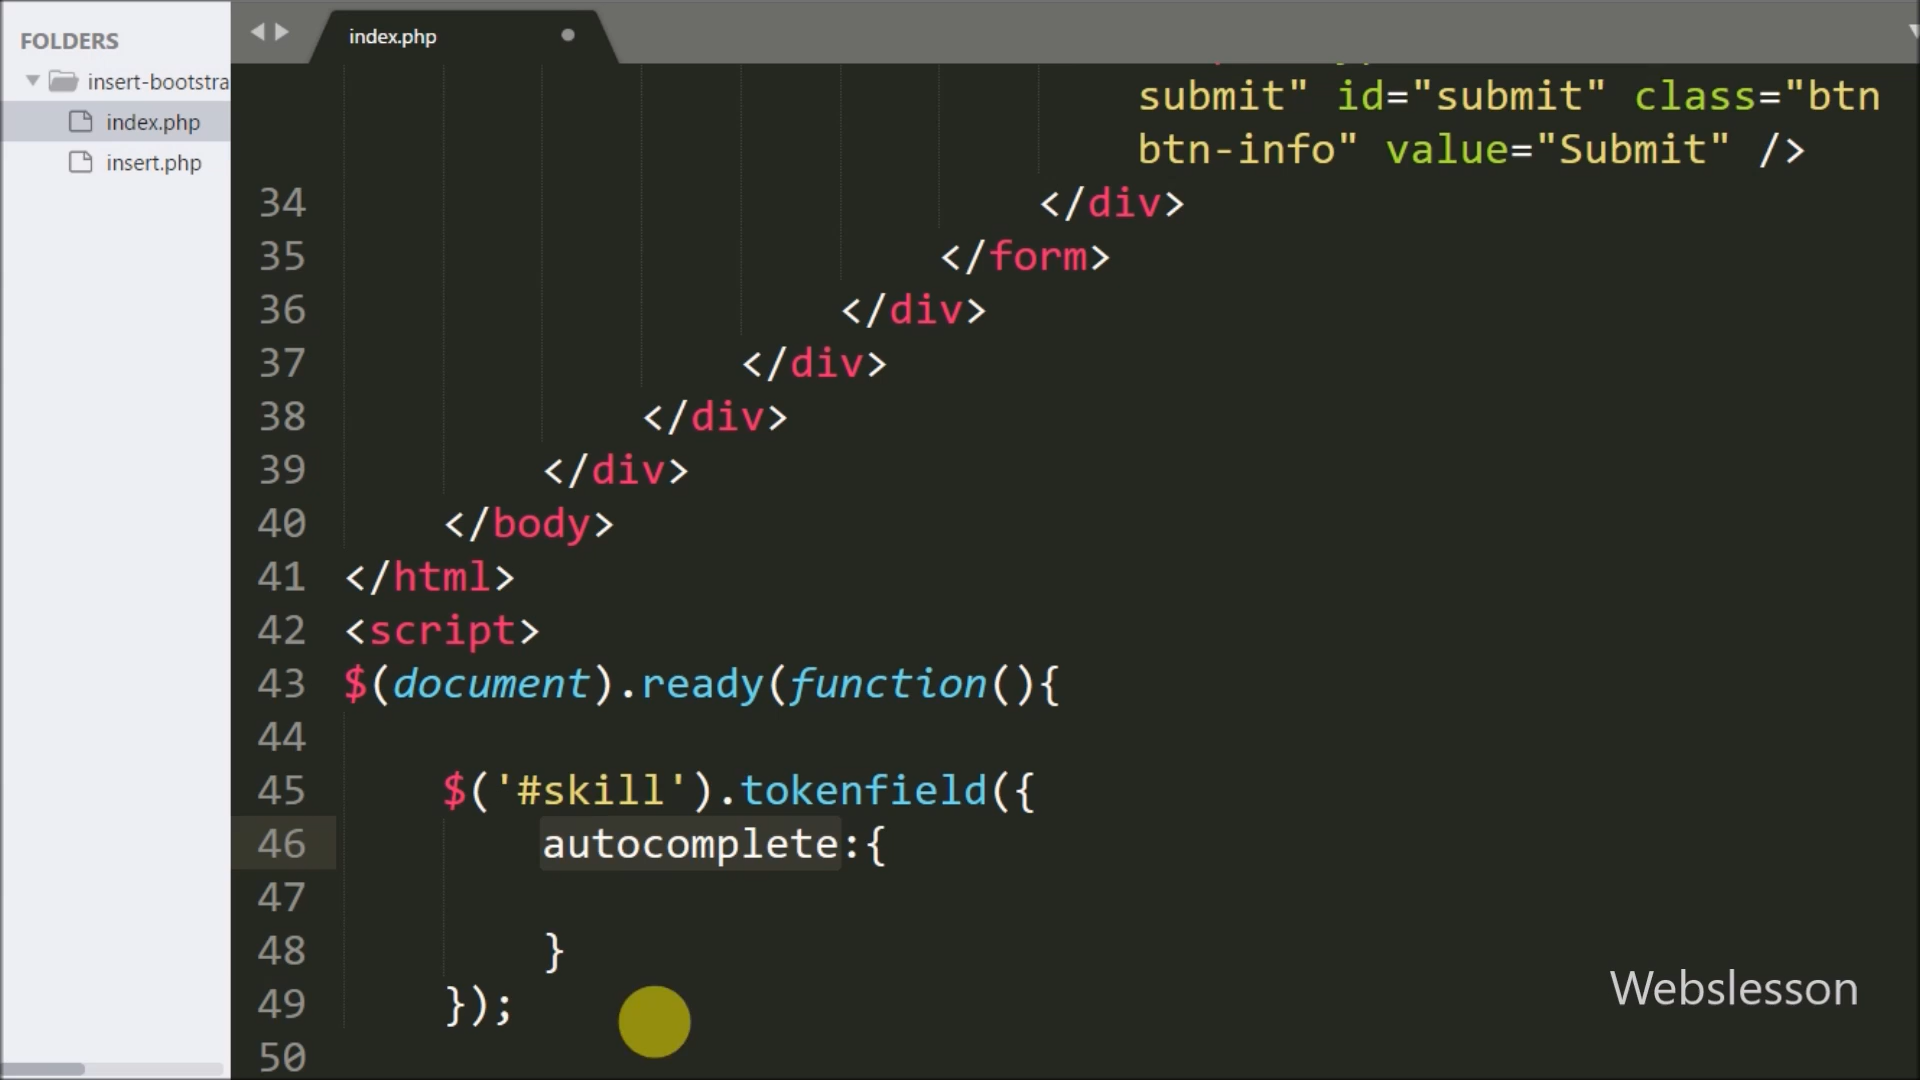 FOLDERS
insert-bootstra
index.php
insert.php
index.php
submit" id="submit" class="btn
btn-info" value="Submit" />
34 </div>
35 </form>
36 </div>
37 </div>
38 </div>
39 </div>
40 </body>
41 </html>
42 <script>
43 $(document).ready(function(){
44
45 $('#skill').tokenfield({
46 autocomplete:{
47
48 }
49 });
50
Webslesson